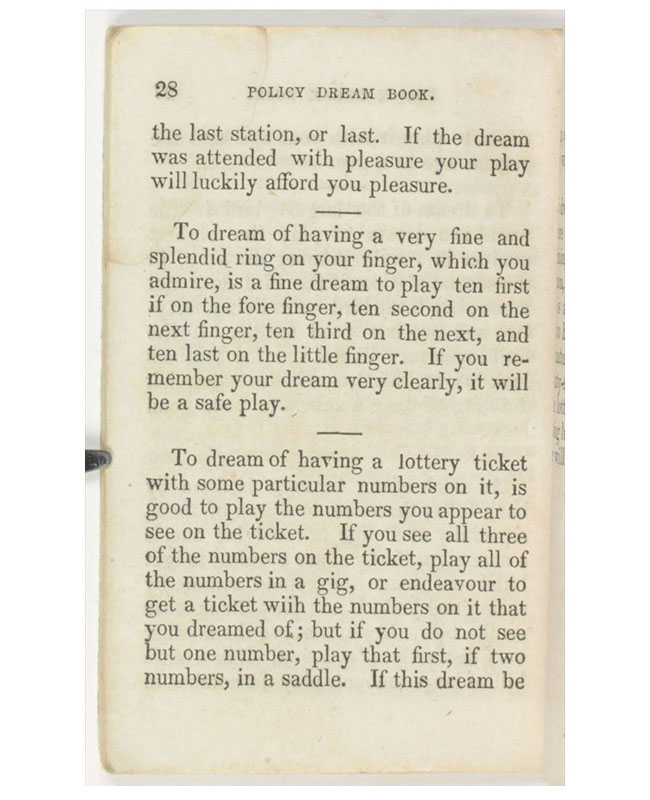 28 POLICY DREAM BOOK.
the last station, or last. If the dream
was attended with pleasure your play
will luckily afford you pleasure.
To dream of having a very fine and
splendid ring on your finger, which you
admire, is a fine dream to play ten first
if on the fore finger, ten second on the
next finger, ten third on the next, and
ten last on the little finger. If you re-
member your dream very clearly, it will
be a safe play.
To dream of having a lottery ticket
with some particular numbers on it, is
good to play the numbers you appear to
see on the ticket. If you see all three
of the numbers on the ticket, play all of
the numbers in a gig, or endeavour to
get a ticket wiih the numbers on it that
you dreamed of; but if you do not see
but one number, play that first, if two
numbers, in a saddle. If this dream be